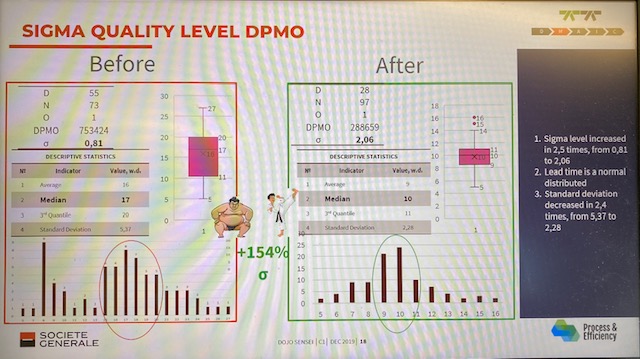 SIGMA QUALITY LEVEL DPMO
Before
D 55
N 73
O 1
DPMO 753424
σ 0,81
DESCRIPTIVE STATISTICS
№ Indicator Value, w.d.
1 Average 16
2 Median 17
3 3rd Quantile 20
4 Standard Deviation 5,37
30
25
20
15
10
5
0
27
20
17
11
5
1
+154%
σ
After
D 28
N 97
O 1
DPMO 288659
σ 2,06
DESCRIPTIVE STATISTICS
№ Indicator Value, w.d.
1 Average 9
2 Median 10
3 3rd Quantile 11
4 Standard Deviation 2,28
18
16
14
12
10
8
6
4
2
0
16
15
14
11
10
9
5
1
30
25
20
15
10
5
0
5 6 7 8 9 10 11 12 13 14 15 16
1. Sigma level increased
in 2,5 times, from 0,81
to 2,06
2. Lead time is a normal
distributed
3. Standard deviation
decreased in 2,4
times, from 5,37 to
2,28
SOCIETE
GENERALE
DOJO SENSEI | C1 | DEC 2019 | 18
Process &
Efficiency